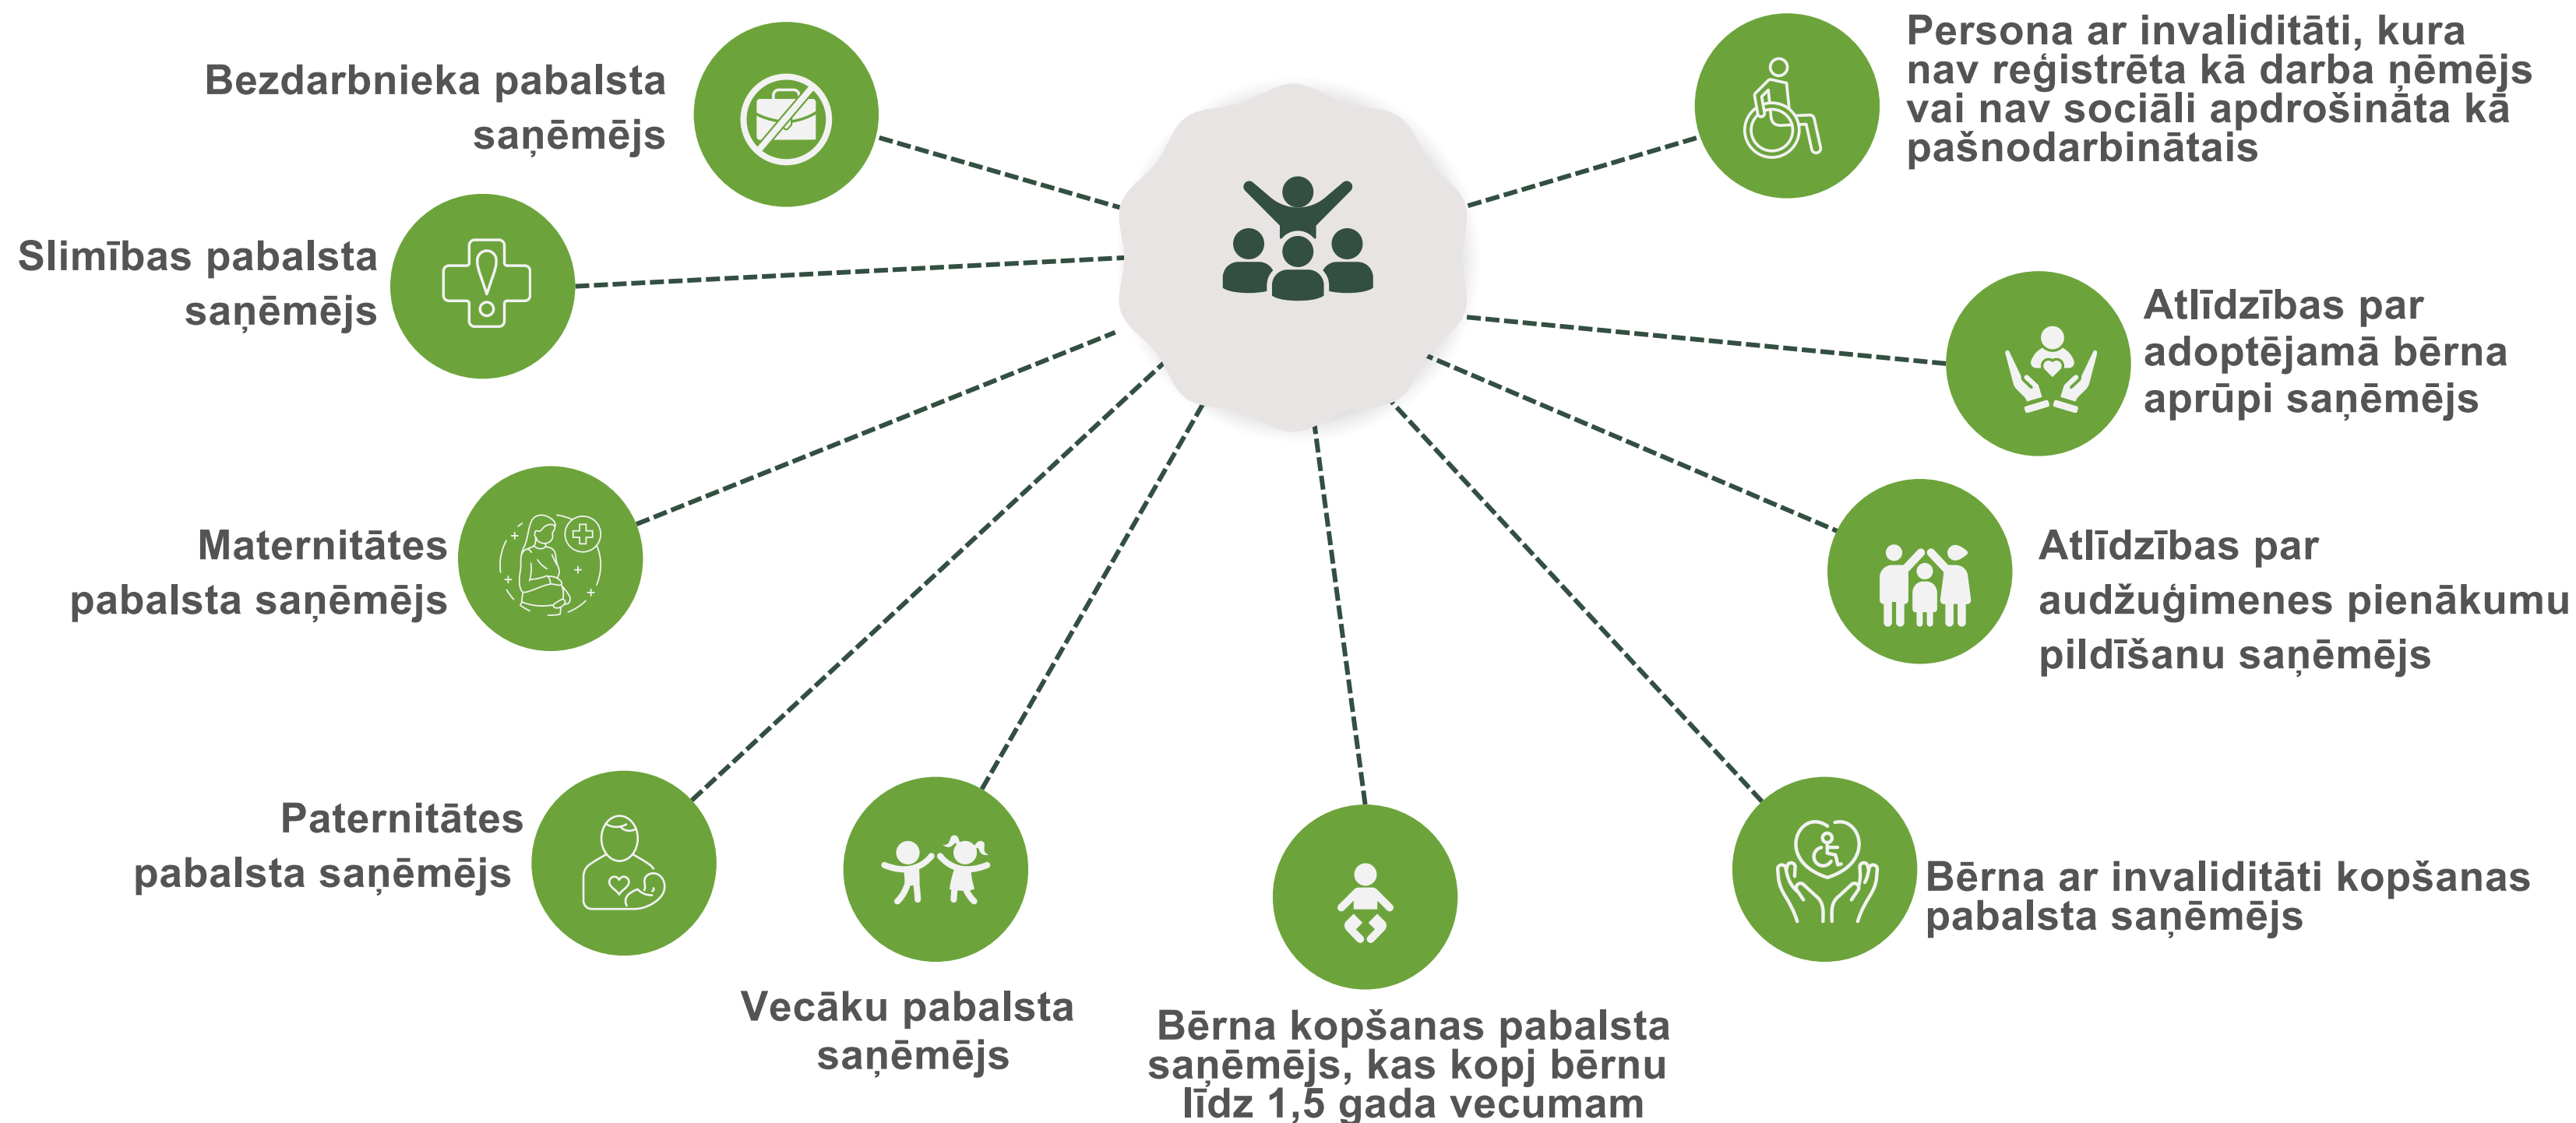 Bezdarbnieka pabalsta
saņēmējs
Slimības pabalsta
saņēmējs
Maternitātes
pabalsta saņēmējs
Paternitātes
pabalsta saņēmējs
Vecāku pabalsta
saņēmējs
Bērna kopšanas pabalsta
saņēmējs, kas kopj bērnu
līdz 1,5 gada vecumam
Bērna ar invaliditāti kopšanas
pabalsta saņēmējs
Atlīdzības par
audžuģimenes pienākumu
pildīšanu saņēmējs
Atlīdzības par
adoptējamā bērna
aprūpi saņēmējs
Persona ar invaliditāti, kura
nav reģistrēta kā darba ņēmējs
vai nav sociāli apdrošināta kā
pašnodarbinātais